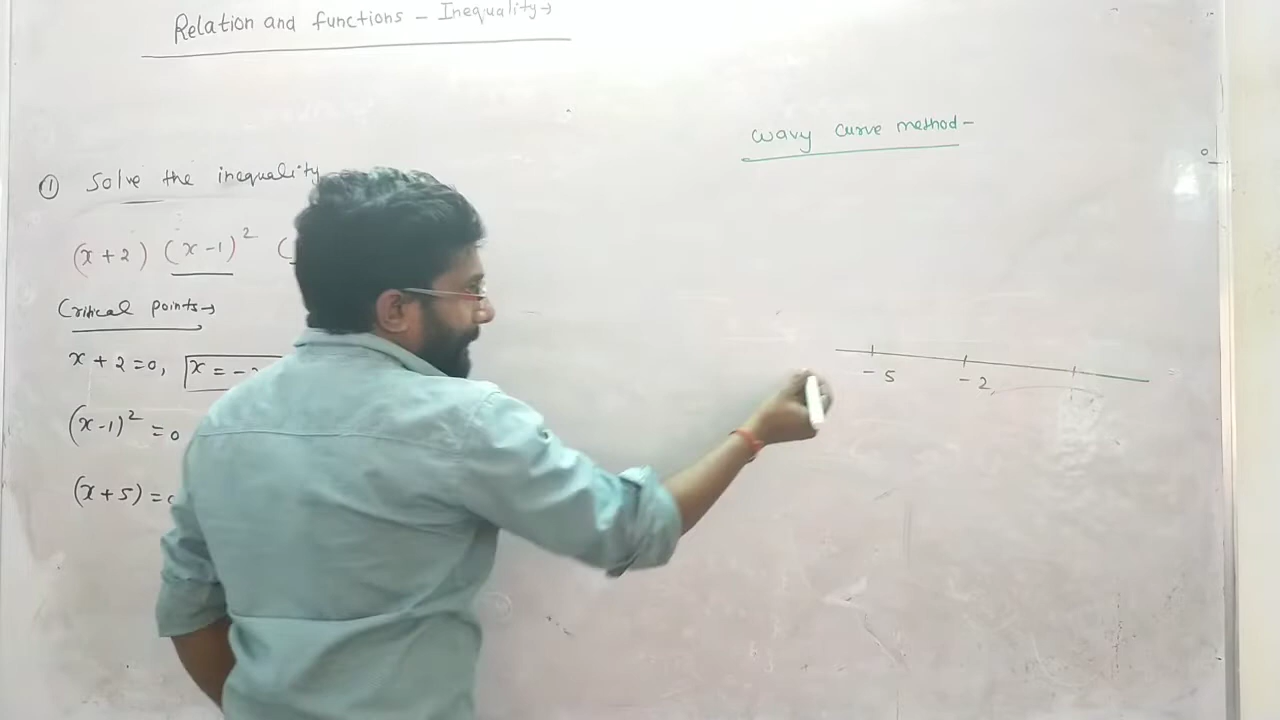 Relation and functions - Inequality →
Wavy Curve method -
① Solve the inequality
(x+2) (x-1)² (
Critical points →
x+2=0, x=-2
(x-1)² =0
(x+5) =
-5 -2